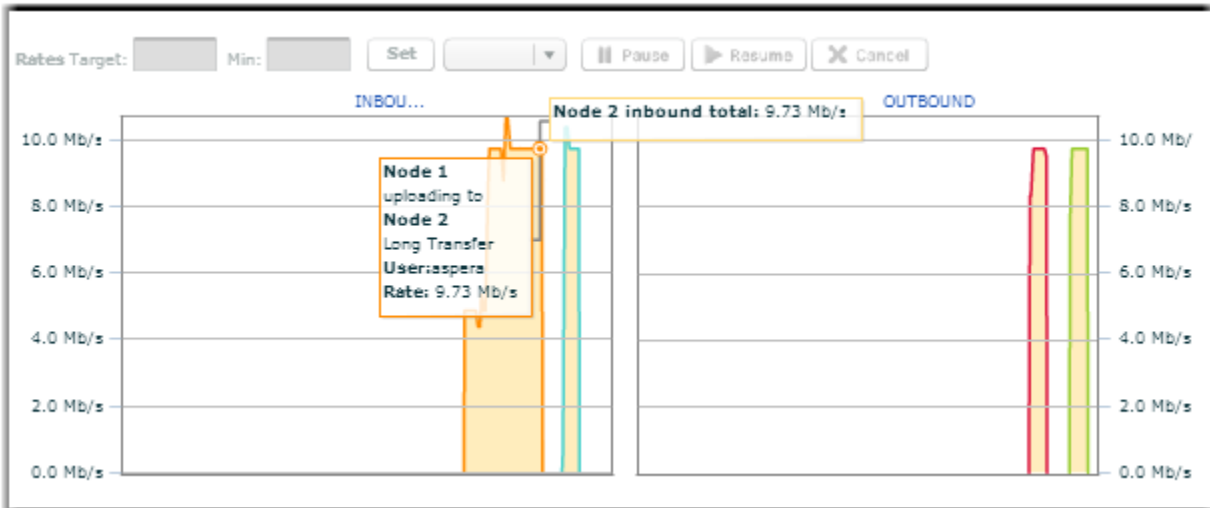 Rates Target: Min: Set Pause Resume Cancel
INBOU... OUTBOUND
Node 2 inbound total: 9.73 Mb/s
10.0 Mb/s
8.0 Mb/s
6.0 Mb/s
4.0 Mb/s
2.0 Mb/s
0.0 Mb/s
Node 1
uploading to
Node 2
Long Transfer
User:aspera
Rate: 9.73 Mb/s
10.0 Mb/
8.0 Mb/s
6.0 Mb/s
4.0 Mb/s
2.0 Mb/s
0.0 Mb/s